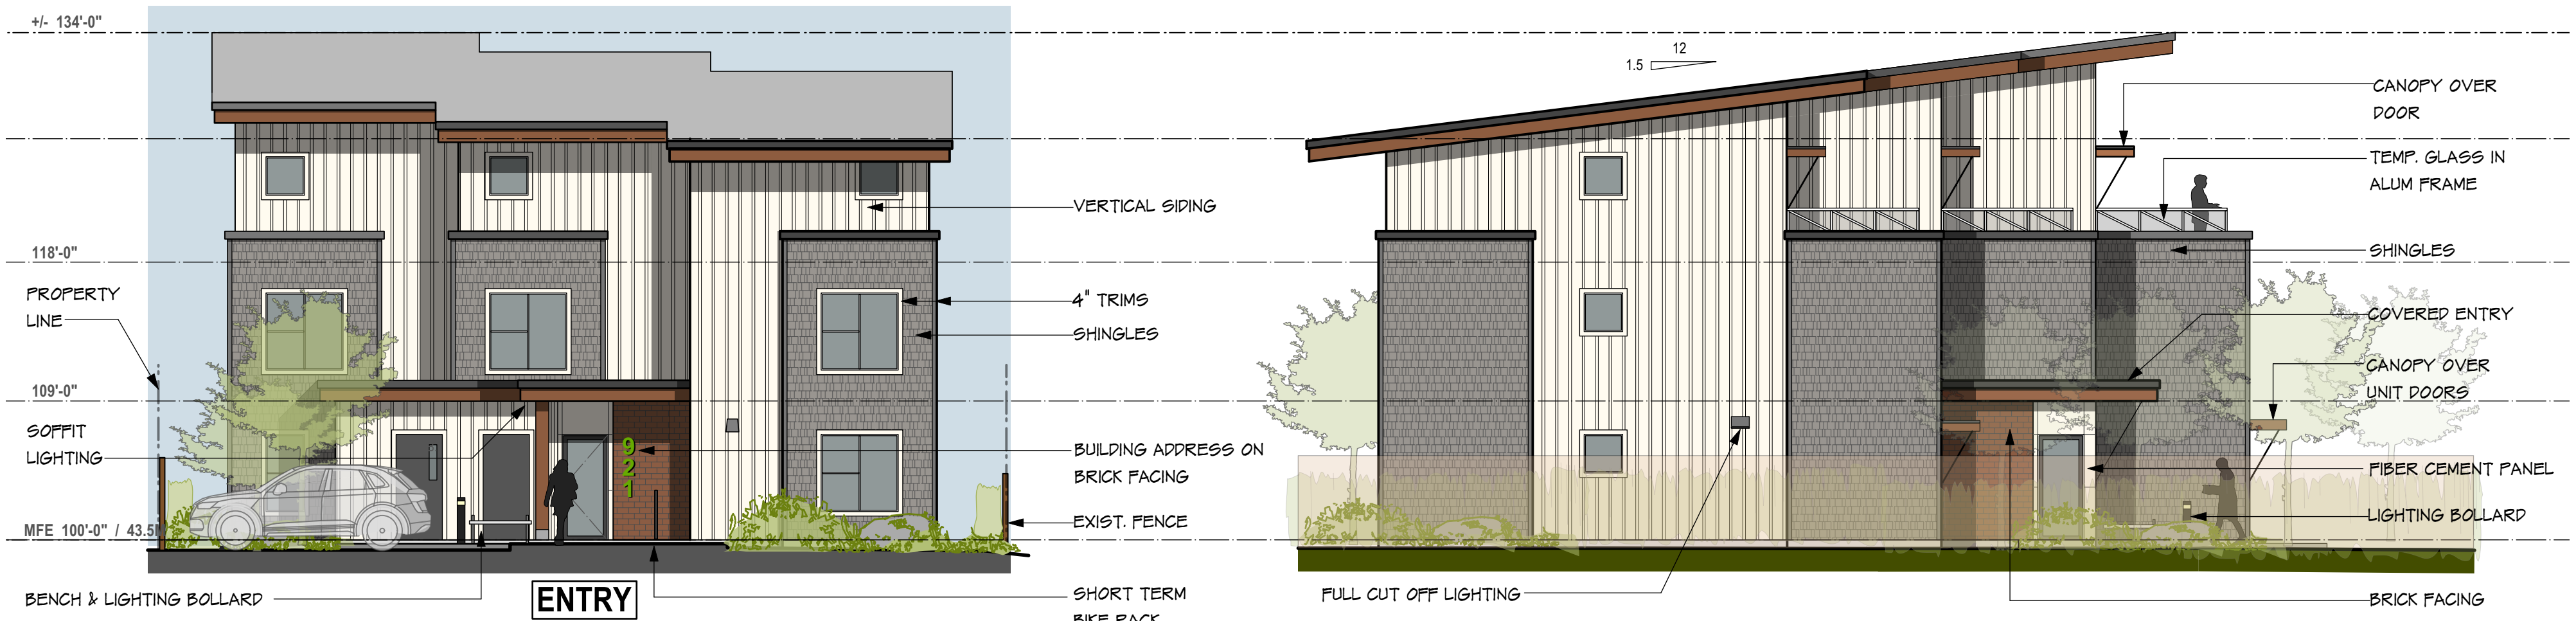 +/- 134'-0"
118'-0"
PROPERTY
LINE
109'-0"
SOFFIT
LIGHTING
MFE 100'-0" / 43.5
BENCH & LIGHTING BOLLARD
ENTRY
9
2
1
VERTICAL SIDING
4" TRIMS
SHINGLES
BUILDING ADDRESS ON
BRICK FACING
EXIST. FENCE
SHORT TERM
BIKE RACK
12
1.5
FULL CUT OFF LIGHTING
CANOPY OVER
DOOR
TEMP. GLASS IN
ALUM FRAME
SHINGLES
COVERED ENTRY
CANOPY OVER
UNIT DOORS
FIBER CEMENT PANEL
LIGHTING BOLLARD
BRICK FACING